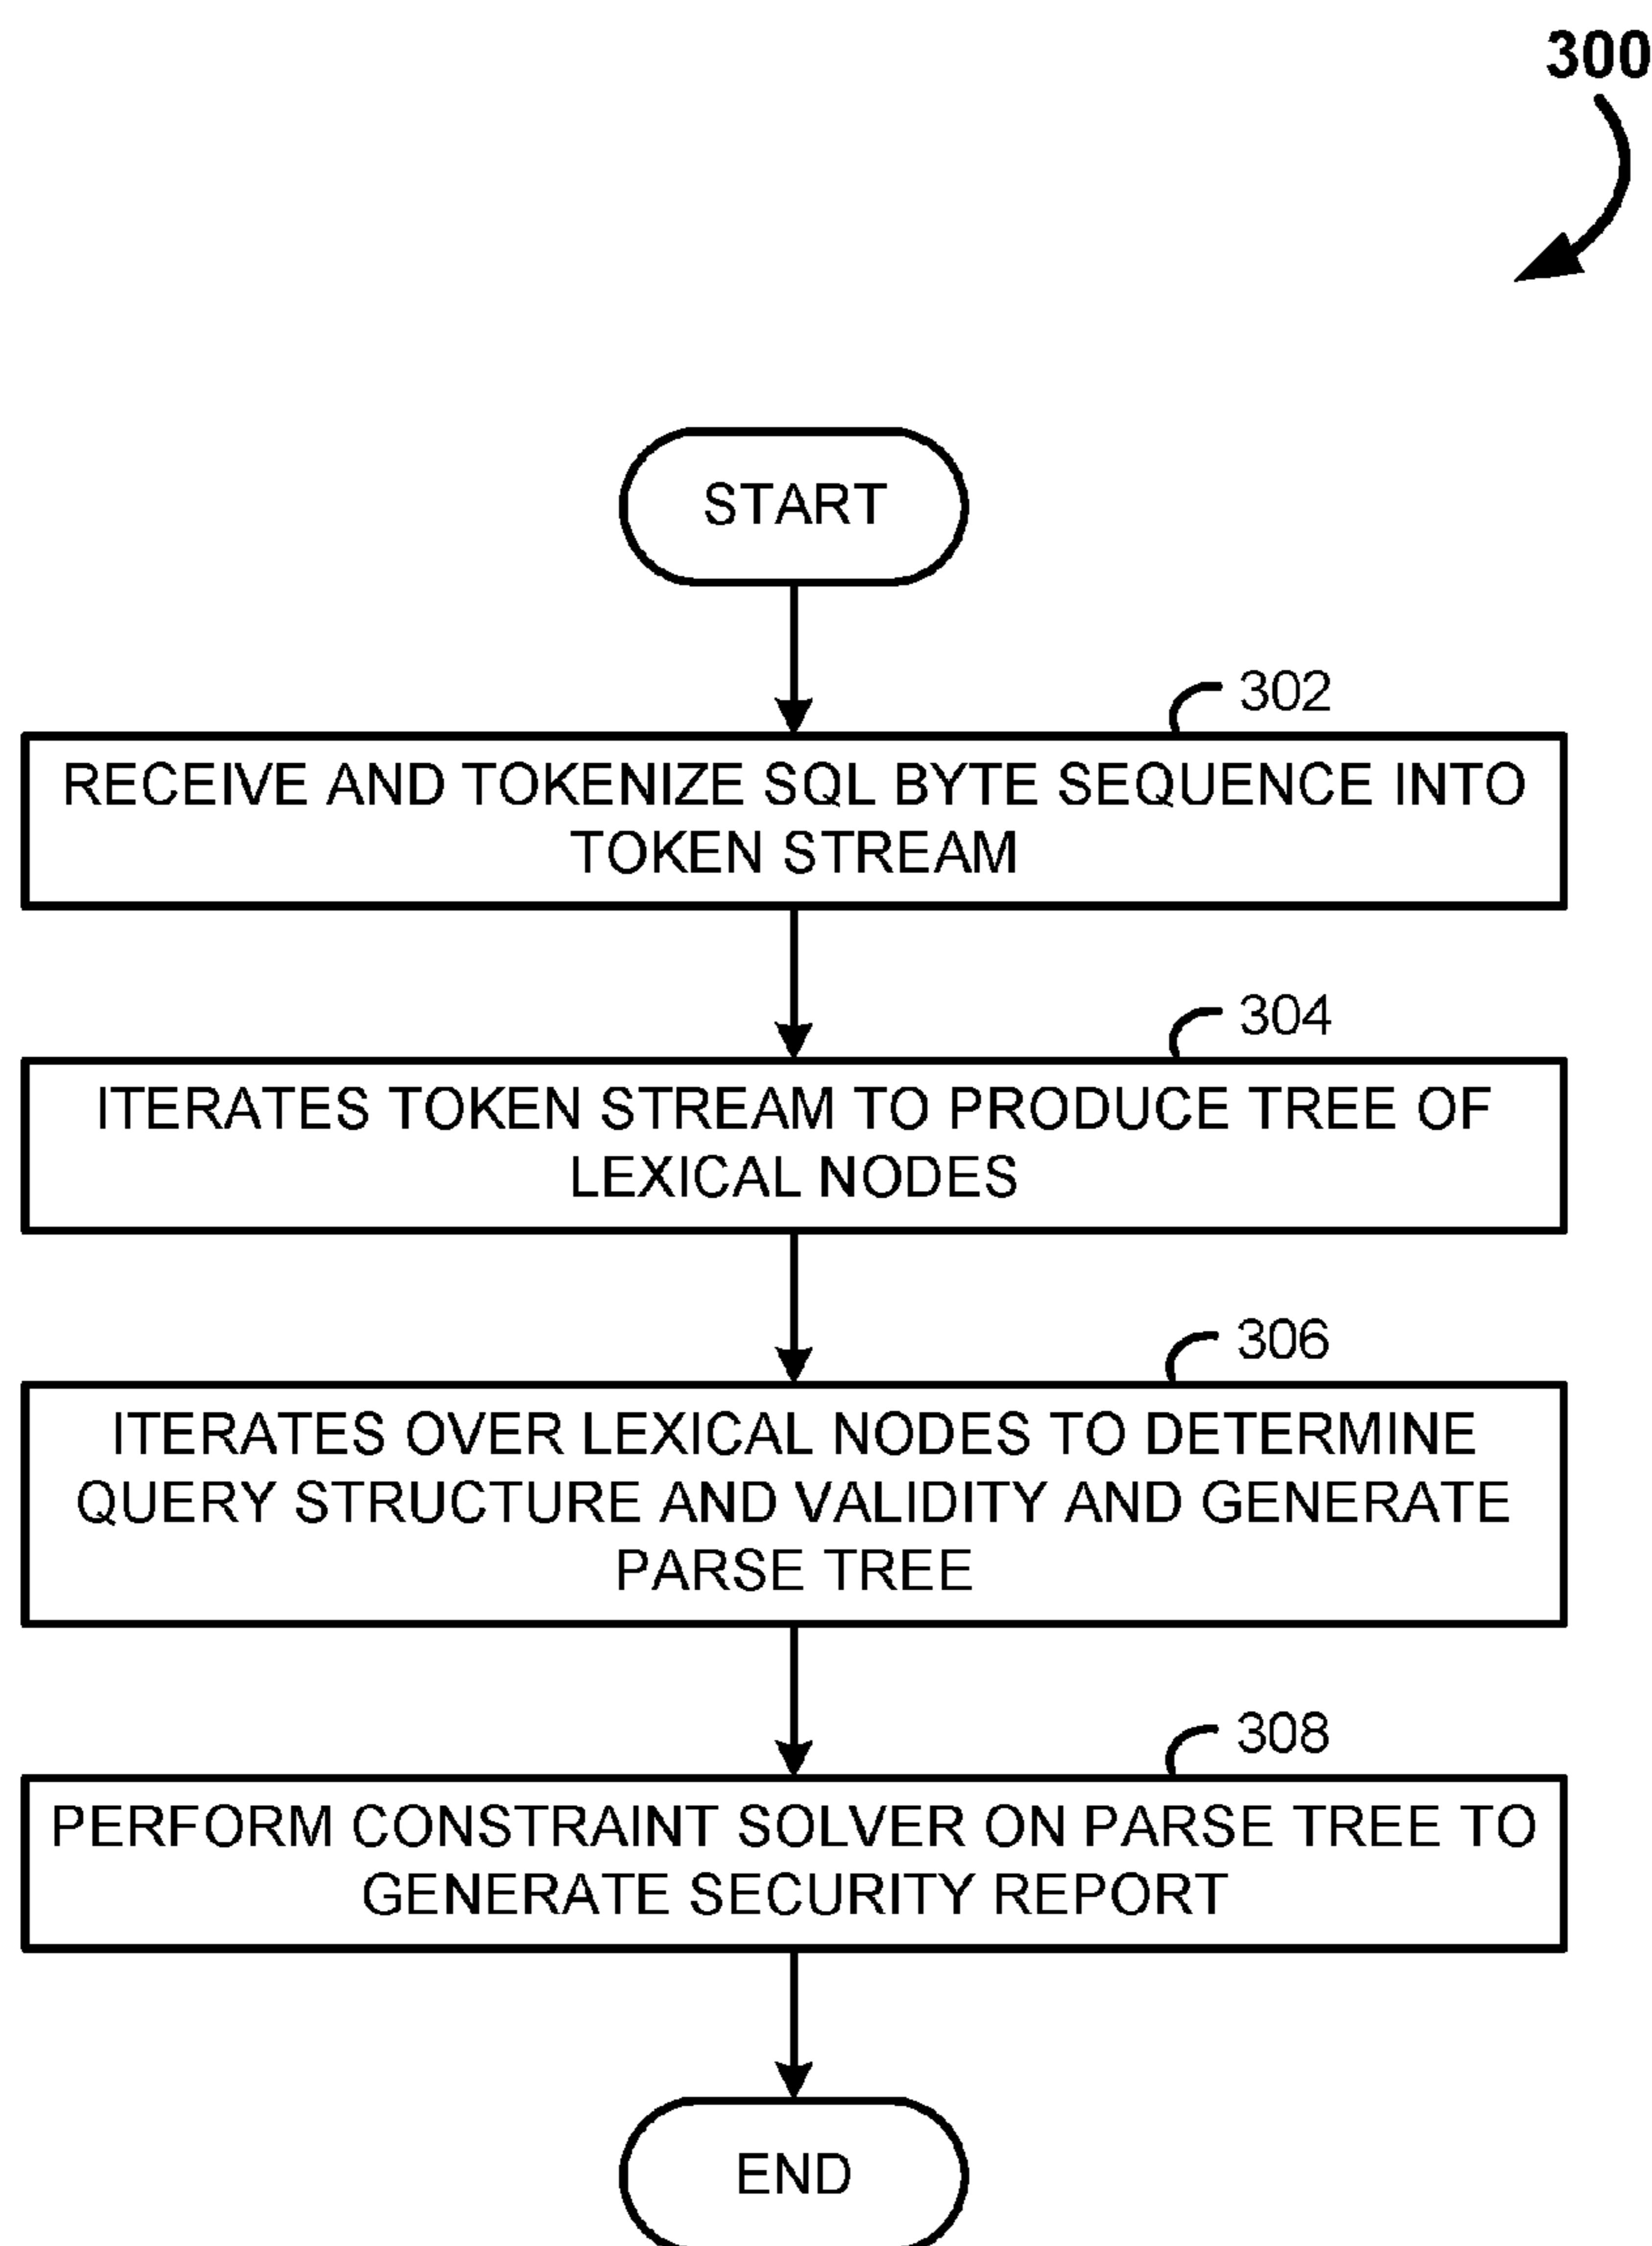 300
START
302
RECEIVE AND TOKENIZE SQL BYTE SEQUENCE INTO
TOKEN STREAM
304
ITERATES TOKEN STREAM TO PRODUCE TREE OF
LEXICAL NODES
306
ITERATES OVER LEXICAL NODES TO DETERMINE
QUERY STRUCTURE AND VALIDITY AND GENERATE
PARSE TREE
308
PERFORM CONSTRAINT SOLVER ON PARSE TREE TO
GENERATE SECURITY REPORT
END